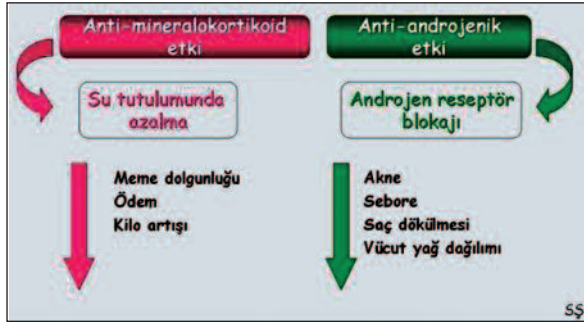 Anti-mineralokortikoid
etki
Su tutulumunda
azalma
Meme dolgunluğu
Ödem
Kilo artışı
Anti-androjenik
etki
Androjen reseptör
blokajı
Akne
Sebore
Saç dökülmesi
Vücut yağ dağılımı
SŞ